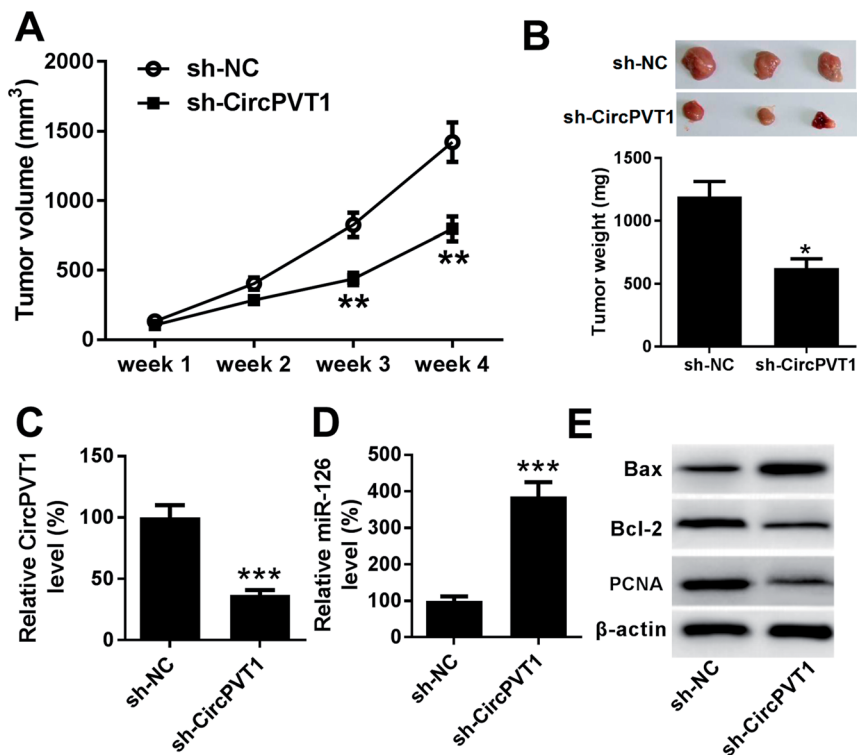 A
Tumor volume (mm³)
2000
1500
1000
500
0
sh-NC
sh-CircPVT1
**
**
week 1 week 2 week 3 week 4
B
sh-NC
sh-CircPVT1
Tumor weight (mg)
1500
1000
500
0
*
sh-NC sh-CircPVT1
C
Relative CircPVT1
level (%)
150
100
50
0
***
sh-NC
sh-CircPVT1
D
Relative miR-126
level (%)
500
400
300
200
100
0
***
sh-NC
sh-CircPVT1
E
Bax
Bcl-2
PCNA
β-actin
sh-NC
sh-CircPVT1